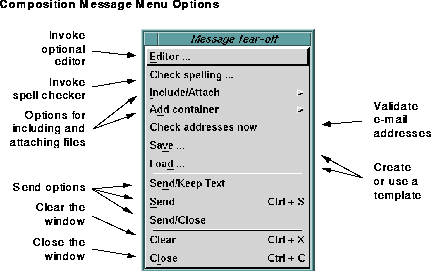 Composition Message Menu Options
Message tear-off
Invoke
optional
editor
Invoke
spell checker
Options for
including and
attaching files
Send options
Clear the
window
Close the
window
Editor ...
Check spelling ...
Include/Attach
Add container
Check addresses now
Save ...
Load ...
Send/Keep Text
Send Ctrl + S
Send/Close
Clear Ctrl + X
Close Ctrl + C
Validate
e-mail
addresses
Create
or use a
template